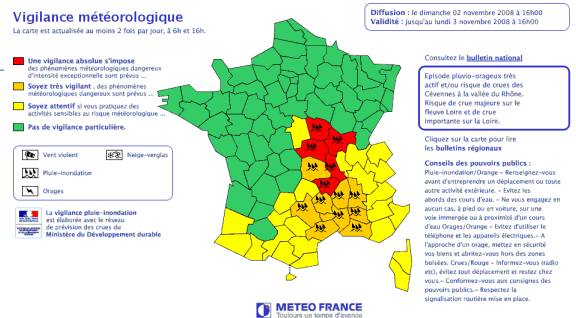 Vigilance météorologique
La carte est actualisée au moins 2 fois par jour, à 6h et 16h.
Diffusion : le dimanche 02 novembre 2008 à 16h00
Validité : jusqu'au lundi 3 novembre 2008 à 16h00
Une vigilance absolue s'impose
des phénomènes météorologiques dangereux
d'intensité exceptionnelle sont prévus ...
Soyez très vigilant , des phénomènes
météorologiques dangereux sont prévus ...
Soyez attentif si vous pratiquez des
activités sensibles au risque météorologique ...
Pas de vigilance particulière.
Vent violent
Neige-verglas
Pluie-inondation
Orages
La vigilance pluie-inondation
est élaborée avec le réseau
de prévision des crues du
Ministère du Développement durable
Consultez le bulletin national
Episode pluvio-orageux très
actif et/ou risque de crues des
Cévennes à la vallée du Rhône.
Risque de crue majeure sur le
fleuve Loire et de crue
importante sur la Loire.
Cliquez sur la carte pour lire
les bulletins régionaux
Conseils des pouvoirs publics :
Pluie-inondation/Orange - Renseignez-vous
avant d'entreprendre un déplacement ou toute
autre activité extérieure. - Evitez les
abords des cours d'eau. - Ne vous engagez en
aucun cas, à pied ou en voiture, sur une
voie immergée ou à proximité d'un cours
d'eau Orages/Orange - Evitez d'utiliser le
téléphone et les appareils électriques.- A
l'approche d'un orage, mettez en sécurité
vos biens et abritez-vous hors des zones
boisées. Crues/Rouge - Informez-vous (radio
etc), évitez tout déplacement et restez chez
vous.- Conformez-vous aux consignes des
pouvoirs publics.- Respectez la
signalisation routière mise en place.
METEO FRANCE
Toujours un temps d'avance